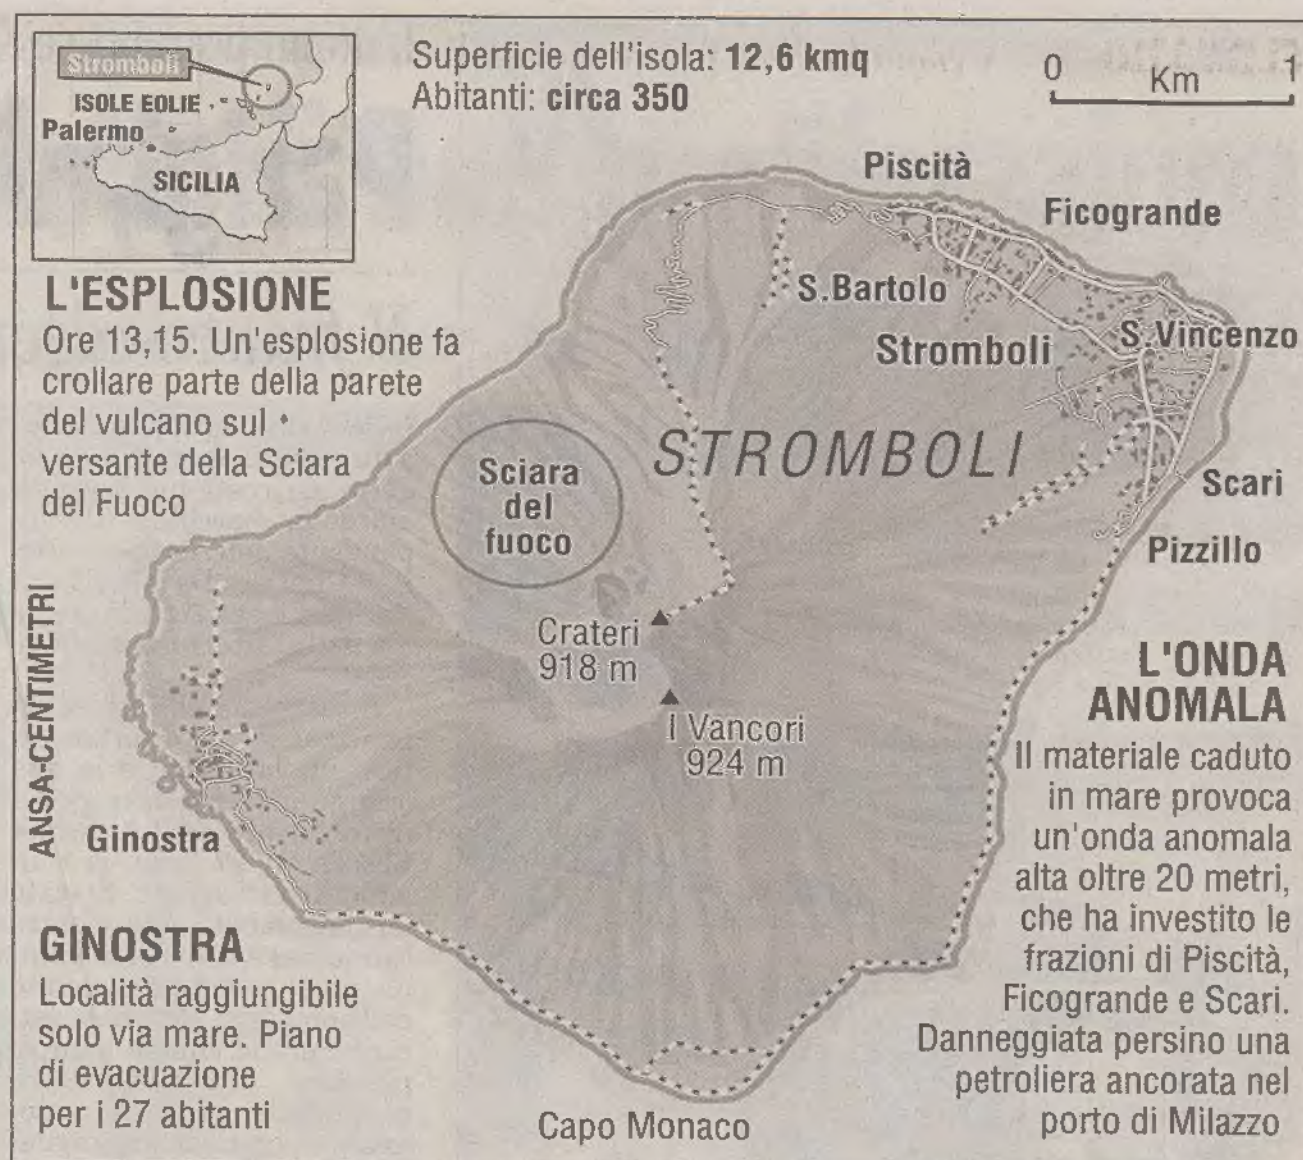 Stromboli
ISOLE EOLIE
Palermo
SICILIA
Superficie dell'isola: 12,6 kmq
Abitanti: circa 350
0 Km 1
L'ESPLOSIONE
Ore 13,15. Un'esplosione fa
crollare parte della parete
del vulcano sul
versante della Sciara
del Fuoco
Piscità
Ficogrande
S.Bartolo
Stromboli
S.Vincenzo
STROMBOLI
Sciara
del
fuoco
Scari
Pizzillo
Crateri
918 m
I Vancori
924 m
ANSA-CENTIMETRI
Ginostra
GINOSTRA
Località raggiungibile
solo via mare. Piano
di evacuazione
per i 27 abitanti
Capo Monaco
L'ONDA
ANOMALA
Il materiale caduto
in mare provoca
un'onda anomala
alta oltre 20 metri,
che ha investito le
frazioni di Piscità,
Ficogrande e Scari.
Danneggiata persino una
petroliera ancorata nel
porto di Milazzo